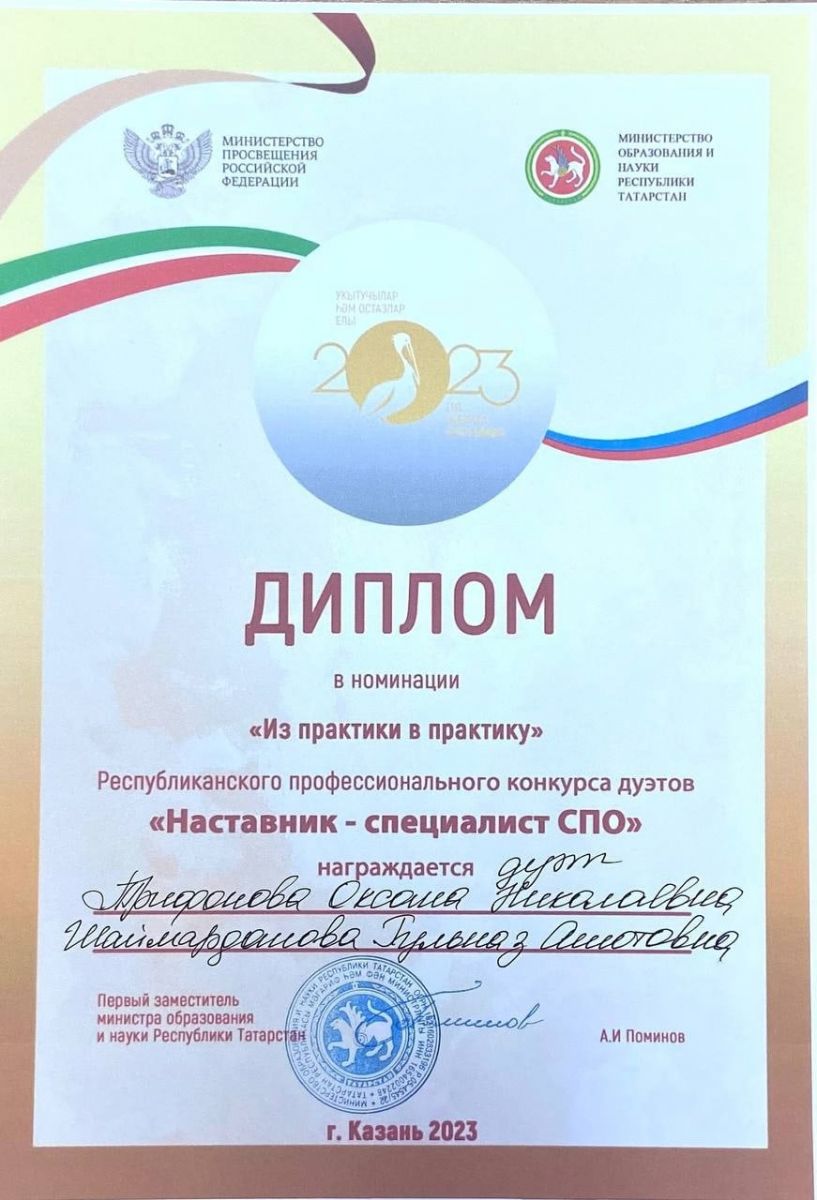 МИНИСТЕРСТВО
ПРОСВЕЩЕНИЯ
РОССИЙСКОЙ
ФЕДЕРАЦИИ
МИНИСТЕРСТВО
ОБРАЗОВАНИЯ И
НАУКИ
РЕСПУБЛИКИ
ТАТАРСТАН
УКЫТУЧЫЛАР
ҺӘМ ОСТАЗЛАР
ЕЛЫ
2023
ДИПЛОМ
в номинации
«Из практики в практику»
Республиканского профессионального конкурса дуэтов
«Наставник - специалист СПО»
награждается дуэт
Трифонова Оксана Николаевна
Шаймарданова Гульназ Аметовна
Первый заместитель
министра образования
и науки Республики Татарстан
А.И Поминов
г. Казань 2023